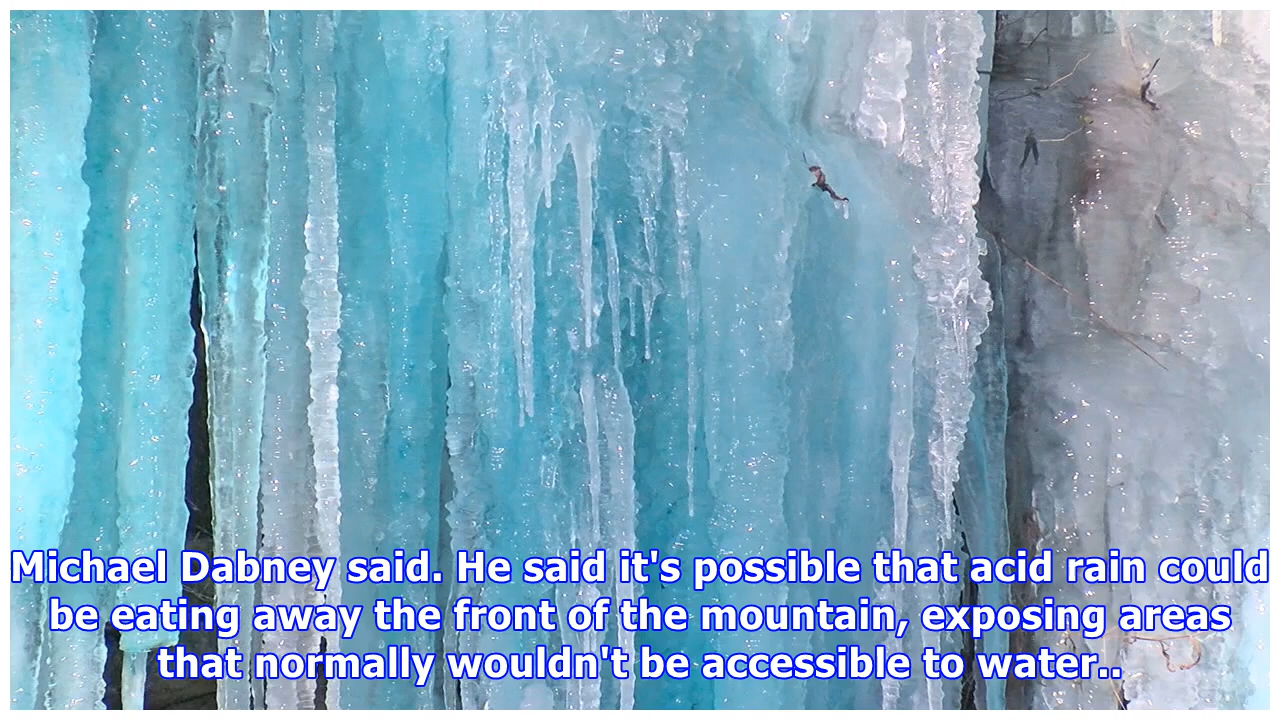 Michael Dabney said. He said it's possible that acid rain could
be eating away the front of the mountain, exposing areas
that normally wouldn't be accessible to water..